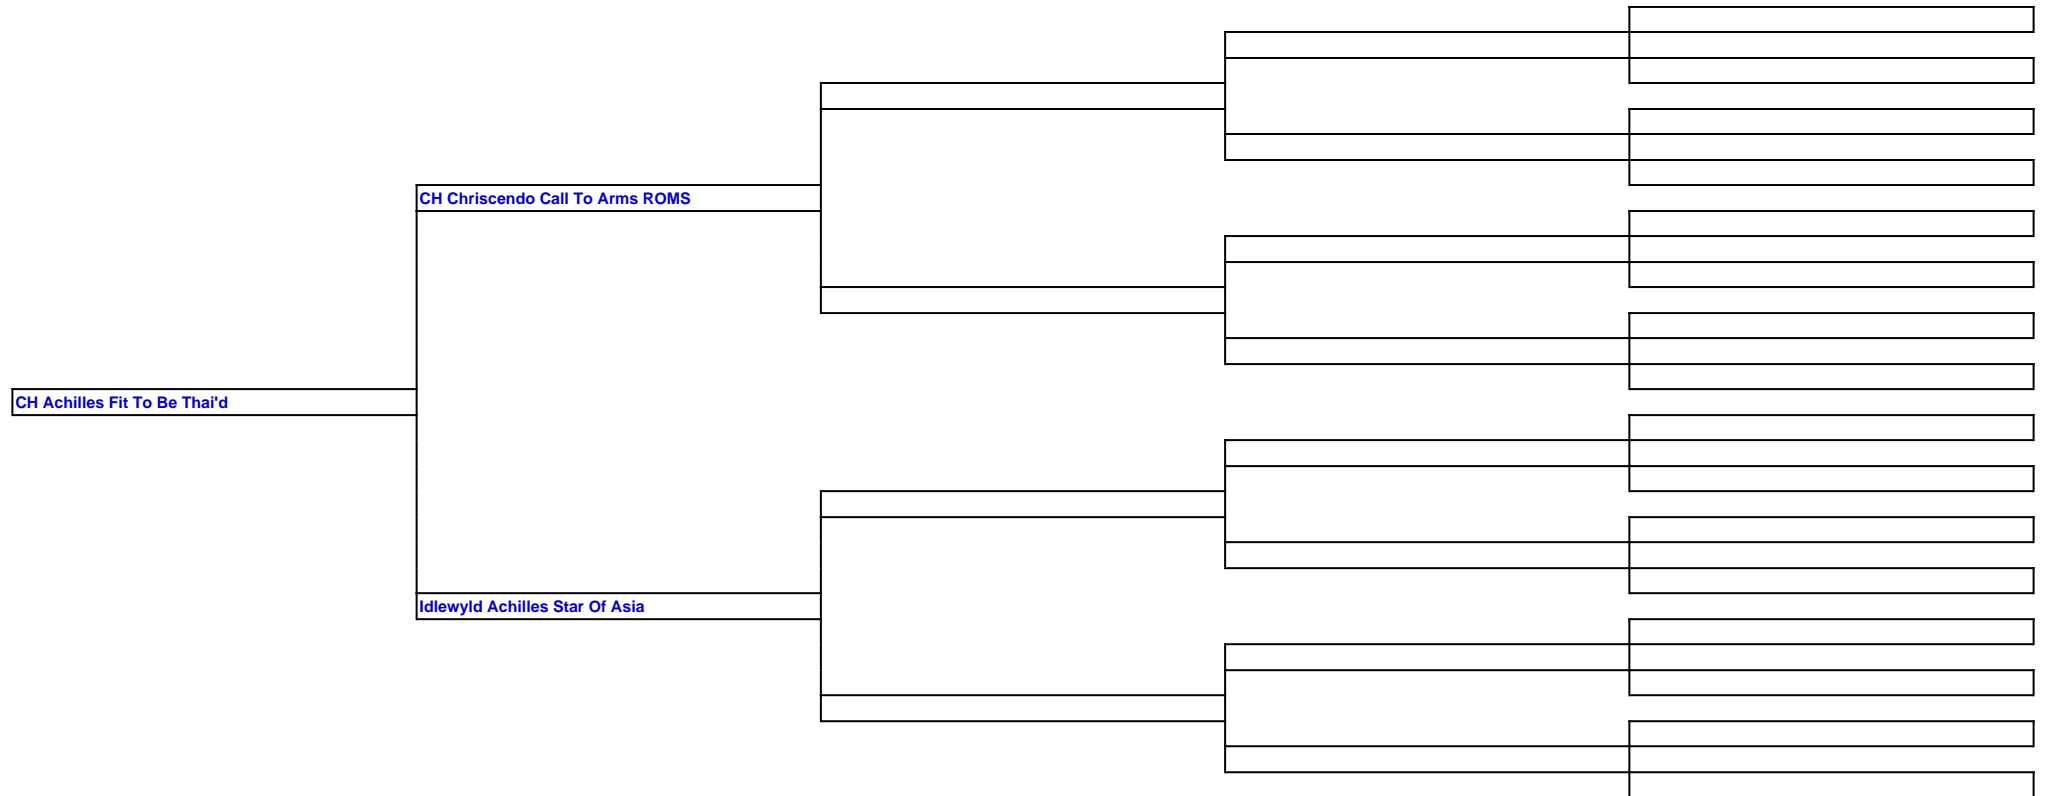 CH Chriscendo Call To Arms ROMS
CH Achilles Fit To Be Thai'd
Idlewyld Achilles Star Of Asia